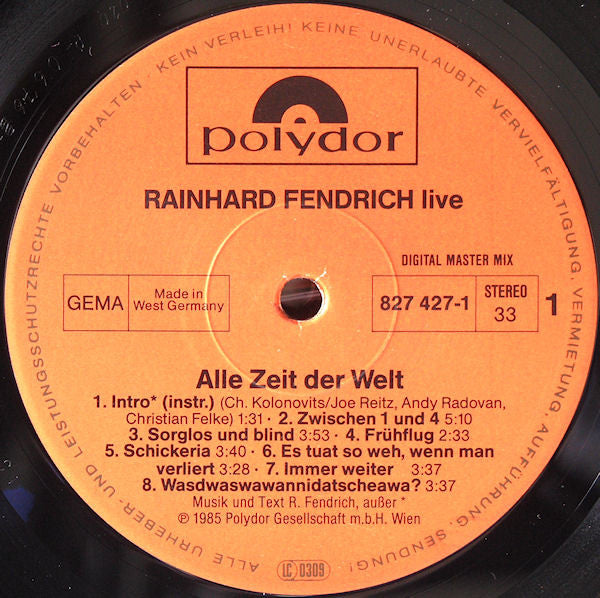 ALLE URHEBER- UND LEISTUNGSSCHUTZRECHTE VORBEHALTEN · KEIN VERLEIH! KEINE UNERLAUBTE VERVIELFÄLTIGUNG, VERMIETUNG, AUFFÜHRUNG, SENDUNG!
polydor
RAINHARD FENDRICH live
DIGITAL MASTER MIX
GEMA
Made in
West Germany
827 427-1
STEREO
33
1
Alle Zeit der Welt
1. Intro* (instr.) (Ch. Kolonovits/Joe Reitz, Andy Radovan,
Christian Felke) 1:31 · 2. Zwischen 1 und 4 5:10
3. Sorglos und blind 3:53 · 4. Frühflug 2:33
5. Schickeria 3:40 · 6. Es tuat so weh, wenn man
verliert 3:28 · 7. Immer weiter 3:37
8. Wasdwaswawannidatscheawa? 3:37
Musik und Text R. Fendrich, außer *
℗ 1985 Polydor Gesellschaft m.b.H. Wien
LC 0309